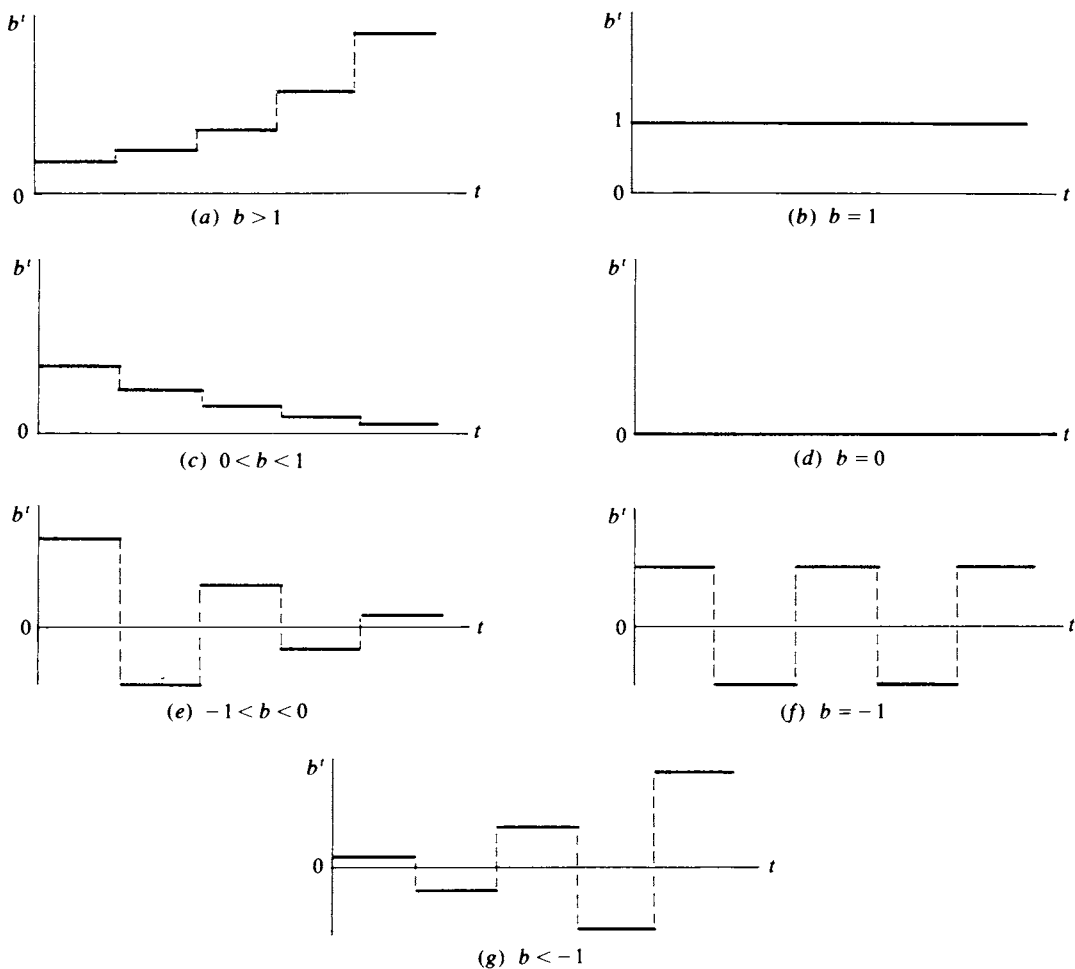 b^t
0
t
(a) b > 1
b^t
1
0
t
(b) b = 1
b^t
0
t
(c) 0 < b < 1
b^t
0
t
(d) b = 0
b^t
0
t
(e) −1 < b < 0
b^t
0
t
(f) b = −1
b^t
0
t
(g) b < −1